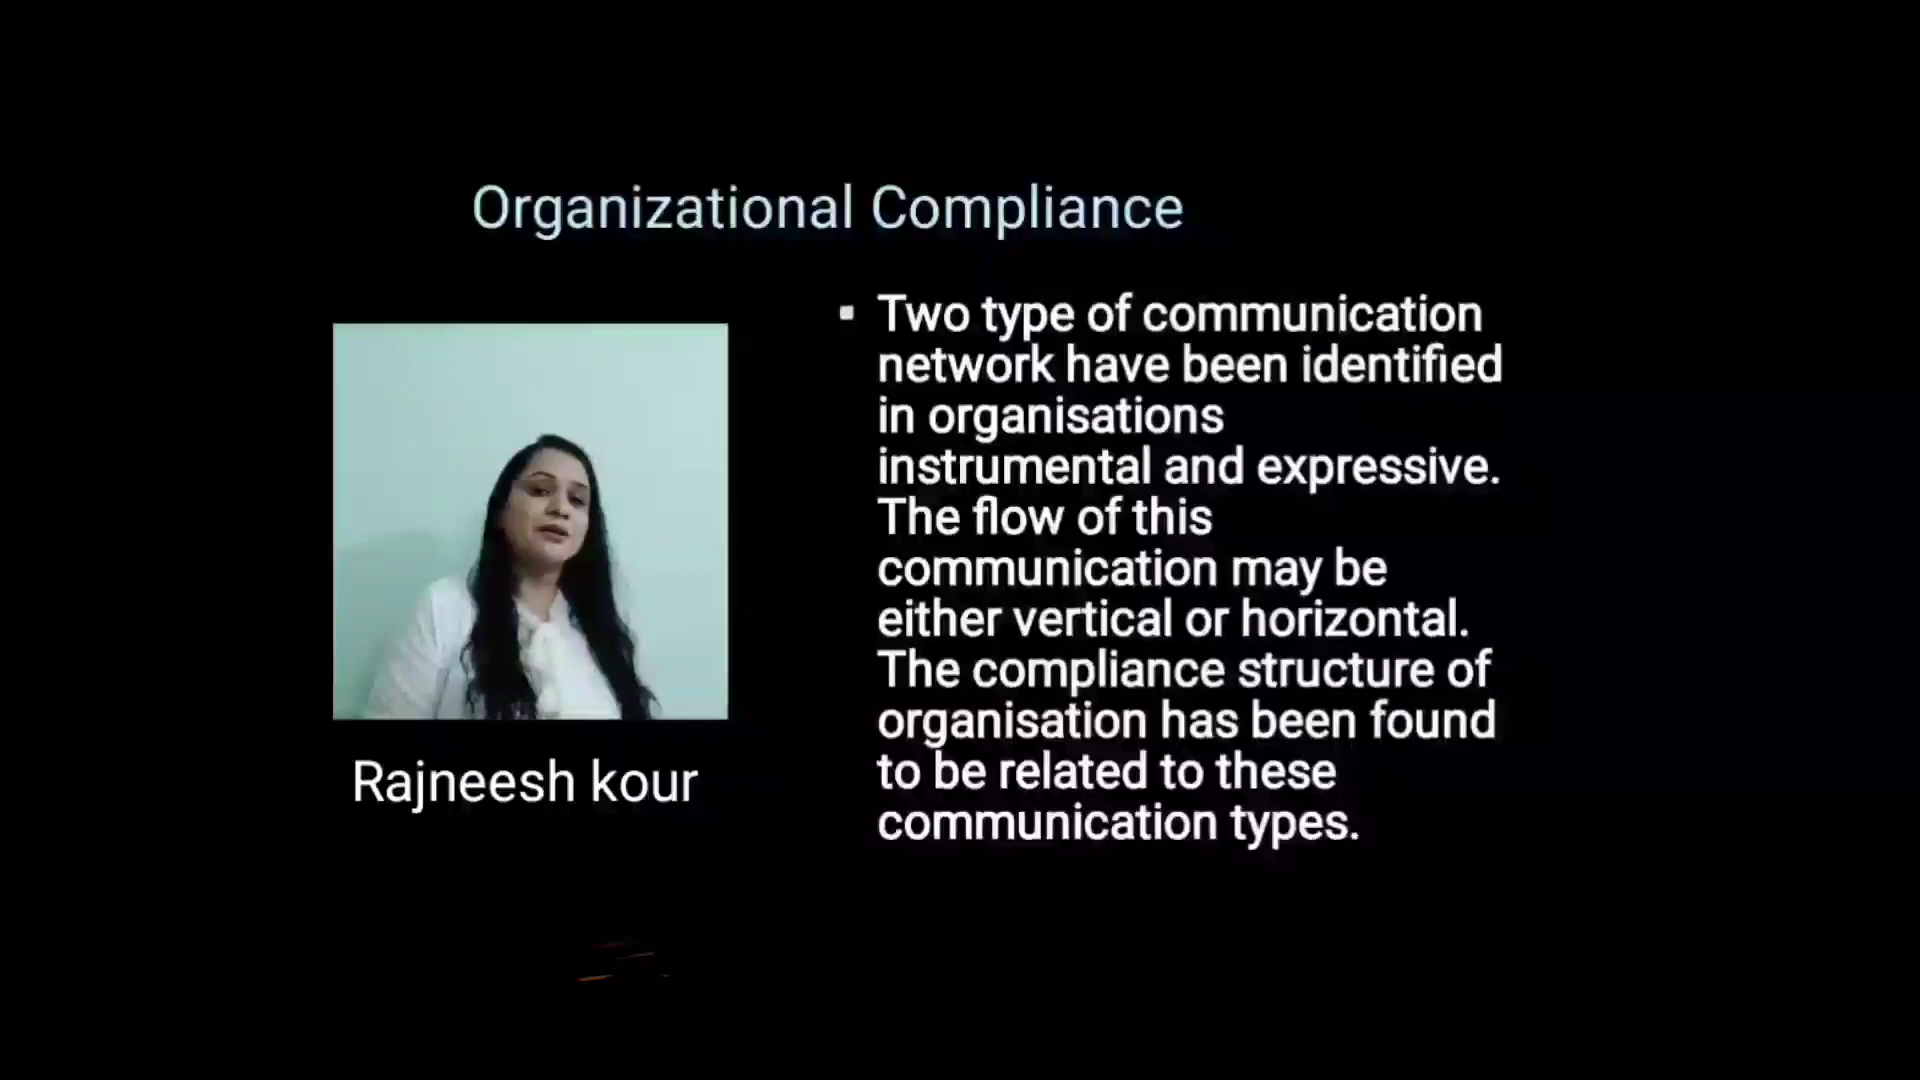 Organizational Compliance
Two type of communication
network have been identified
in organisations
instrumental and expressive.
The flow of this
communication may be
either vertical or horizontal.
The compliance structure of
organisation has been found
to be related to these
communication types.
Rajneesh kour